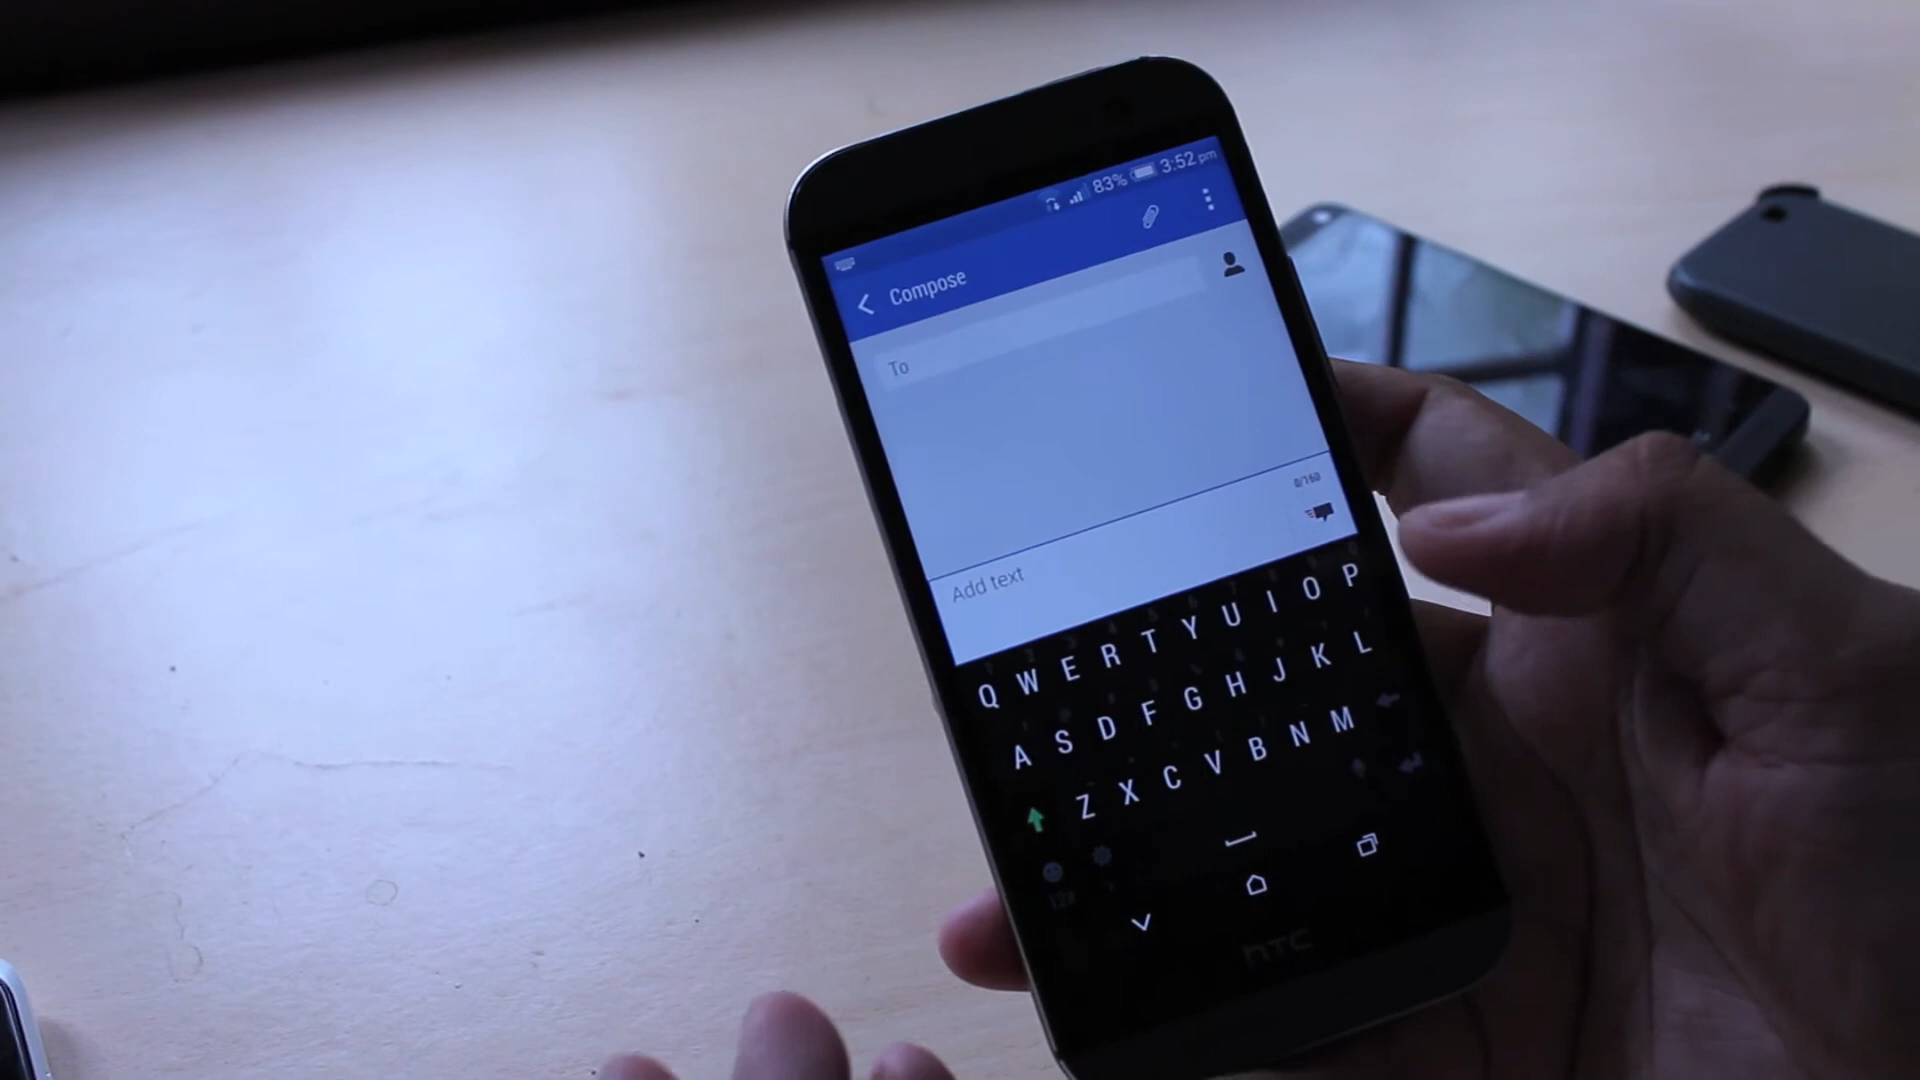 83% 3:52 pm
Compose
To
0/160
Add text
Q W E R T Y U I O P
A S D F G H J K L
Z X C V B N M
hTC